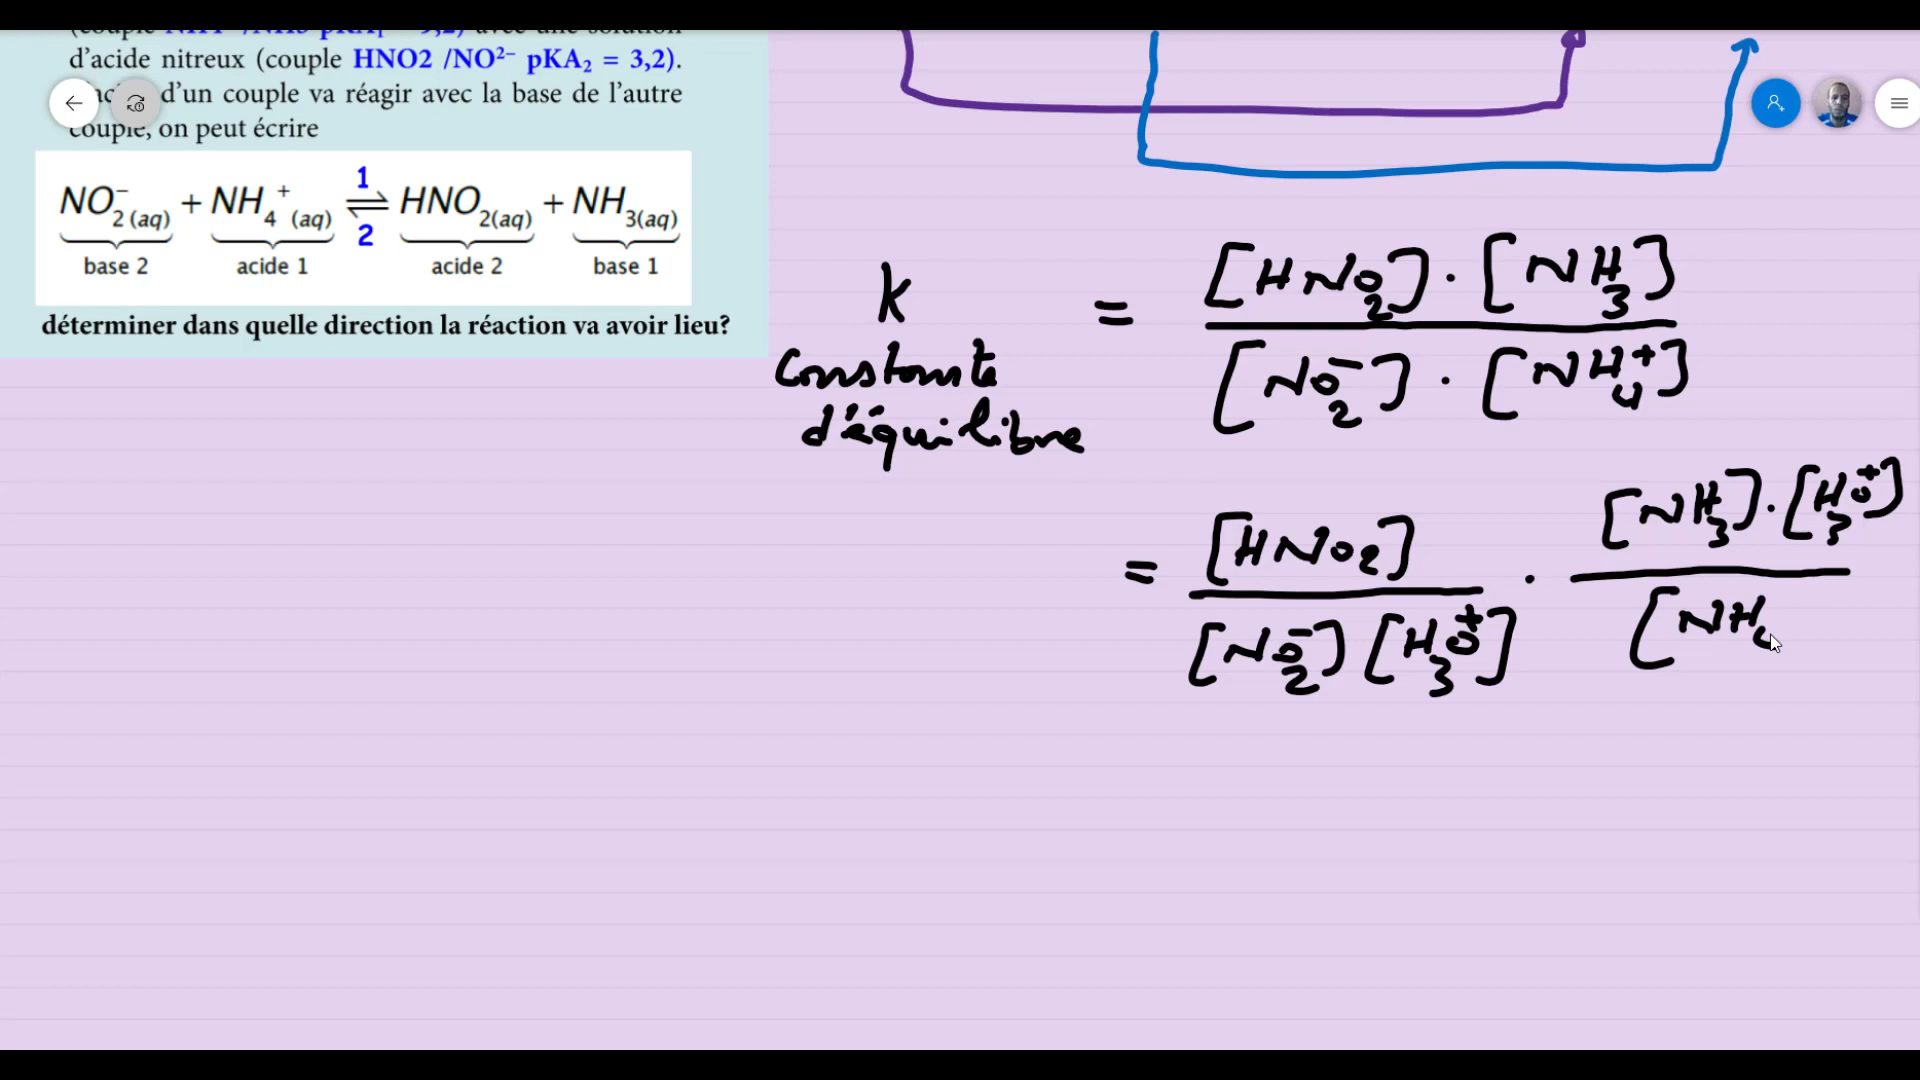 d'acide nitreux (couple HNO2 /NO²⁻ pKA₂ = 3,2).
d'un couple va réagir avec la base de l'autre
couple, on peut écrire
NO₂⁻(aq) + NH₄⁺(aq) ⇌ HNO₂(aq) + NH₃(aq)
1
2
base 2 acide 1 acide 2 base 1
déterminer dans quelle direction la réaction va avoir lieu?
K = [HNO₂] · [NH₃] / [NO₂⁻] · [NH₄⁺]
constante
d'équilibre
= [HNO₂] / [NO₂⁻] [H₃O⁺] · [NH₃] · [H₃O⁺] / [NH₄